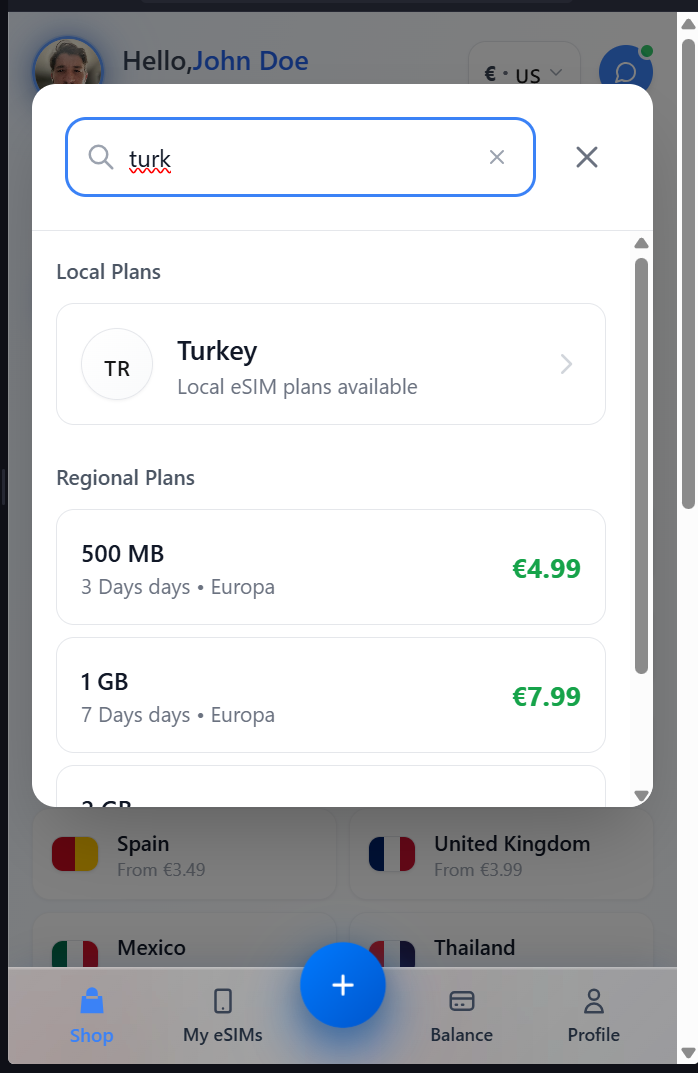 Hello,John Doe
€ • US
turk
Local Plans
TR
Turkey
Local eSIM plans available
Regional Plans
500 MB
€4.99
3 Days days • Europa
1 GB
€7.99
7 Days days • Europa
Spain
From €3.49
United Kingdom
From €3.99
Mexico
Thailand
Shop
My eSIMs
Balance
Profile